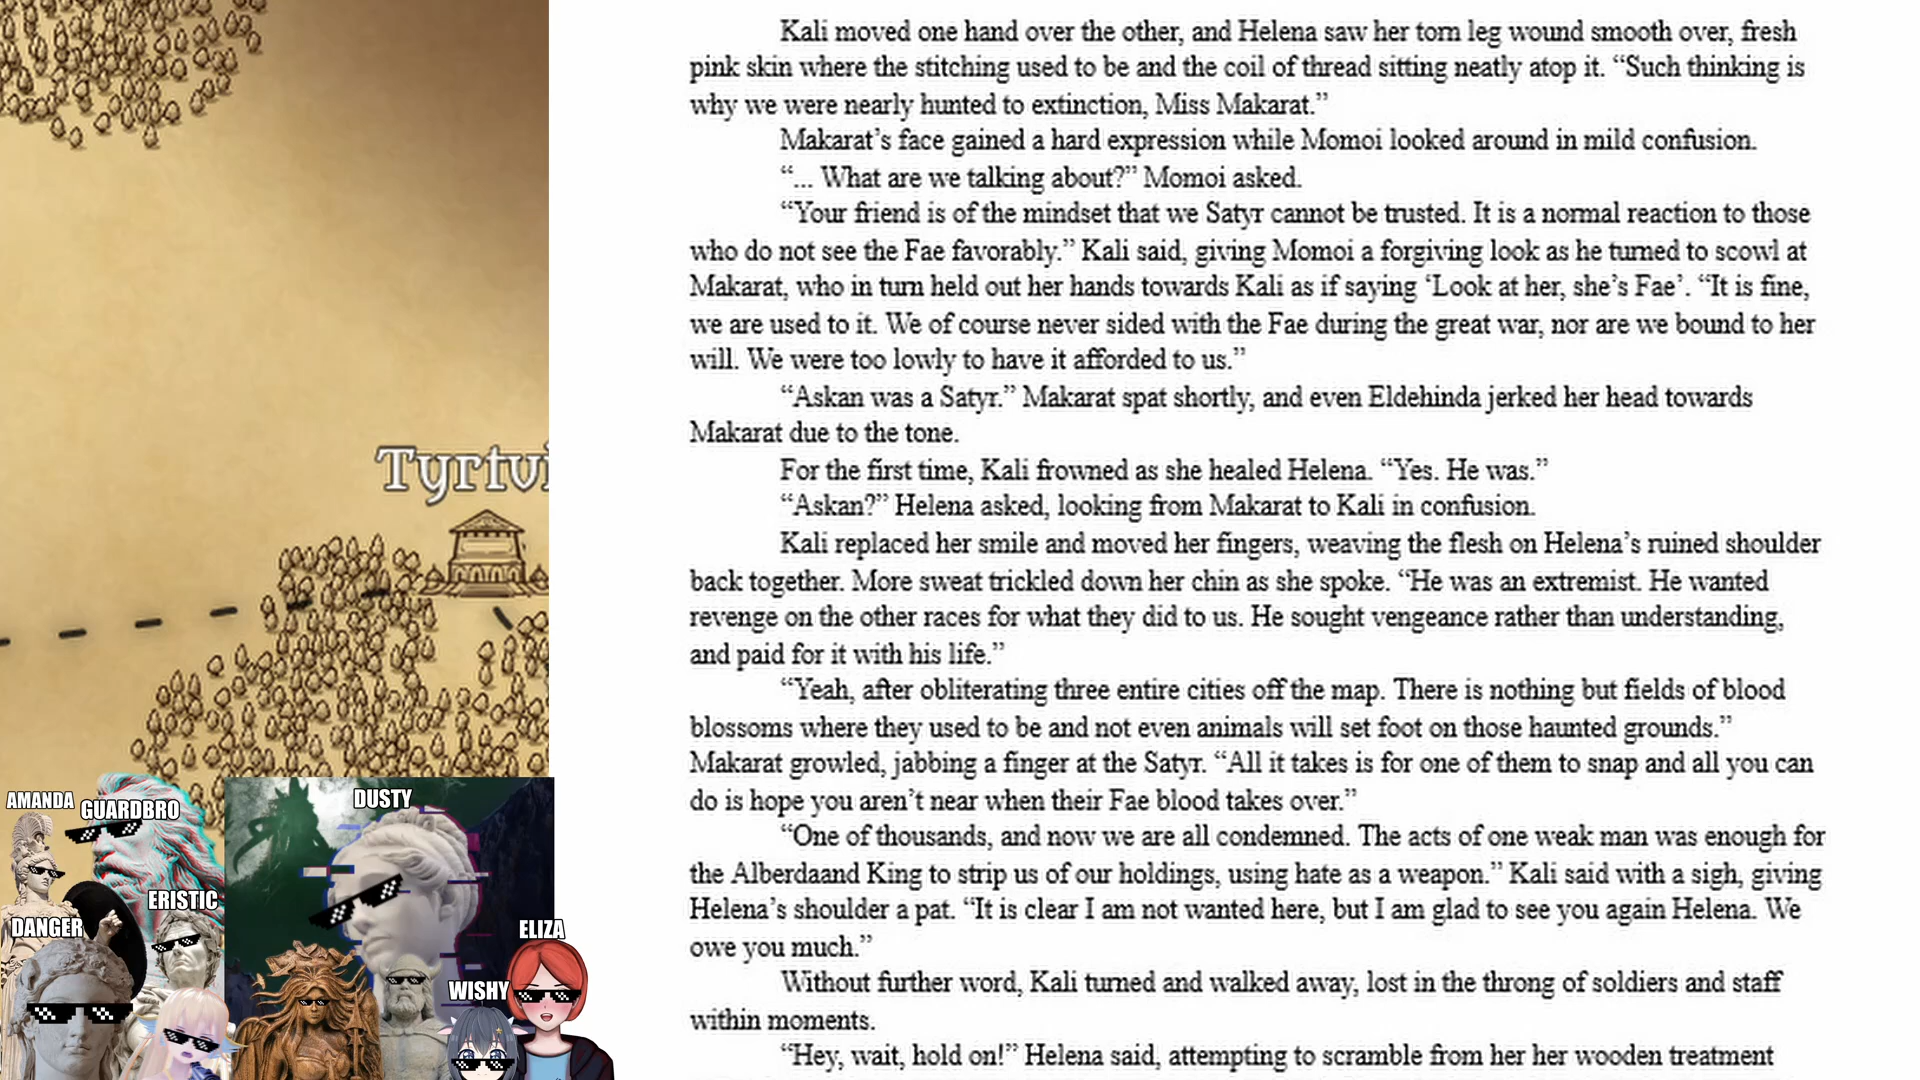 Kali moved one hand over the other, and Helena saw her torn leg wound smooth over, fresh
pink skin where the stitching used to be and the coil of thread sitting neatly atop it. “Such thinking is
why we were nearly hunted to extinction, Miss Makarat.”
Makarat’s face gained a hard expression while Momoi looked around in mild confusion.
“... What are we talking about?” Momoi asked.
“Your friend is of the mindset that we Satyr cannot be trusted. It is a normal reaction to those
who do not see the Fae favorably.” Kali said, giving Momoi a forgiving look as he turned to scowl at
Makarat, who in turn held out her hands towards Kali as if saying ‘Look at her, she’s Fae’. “It is fine,
we are used to it. We of course never sided with the Fae during the great war, nor are we bound to her
will. We were too lowly to have it afforded to us.”
“Askan was a Satyr.” Makarat spat shortly, and even Eldehinda jerked her head towards
Makarat due to the tone.
For the first time, Kali frowned as she healed Helena. “Yes. He was.”
“Askan?” Helena asked, looking from Makarat to Kali in confusion.
Kali replaced her smile and moved her fingers, weaving the flesh on Helena’s ruined shoulder
back together. More sweat trickled down her chin as she spoke. “He was an extremist. He wanted
revenge on the other races for what they did to us. He sought vengeance rather than understanding,
and paid for it with his life.”
“Yeah, after obliterating three entire cities off the map. There is nothing but fields of blood
blossoms where they used to be and not even animals will set foot on those haunted grounds.”
Makarat growled, jabbing a finger at the Satyr. “All it takes is for one of them to snap and all you can
do is hope you aren’t near when their Fae blood takes over.”
“One of thousands, and now we are all condemned. The acts of one weak man was enough for
the Alberdaand King to strip us of our holdings, using hate as a weapon.” Kali said with a sigh, giving
Helena’s shoulder a pat. “It is clear I am not wanted here, but I am glad to see you again Helena. We
owe you much.”
Without further word, Kali turned and walked away, lost in the throng of soldiers and staff
within moments.
“Hey, wait, hold on!” Helena said, attempting to scramble from her her wooden treatment
Tyrtvi
AMANDA
GUARDBRO
DUSTY
ERISTIC
DANGER
ELIZA
WISHY